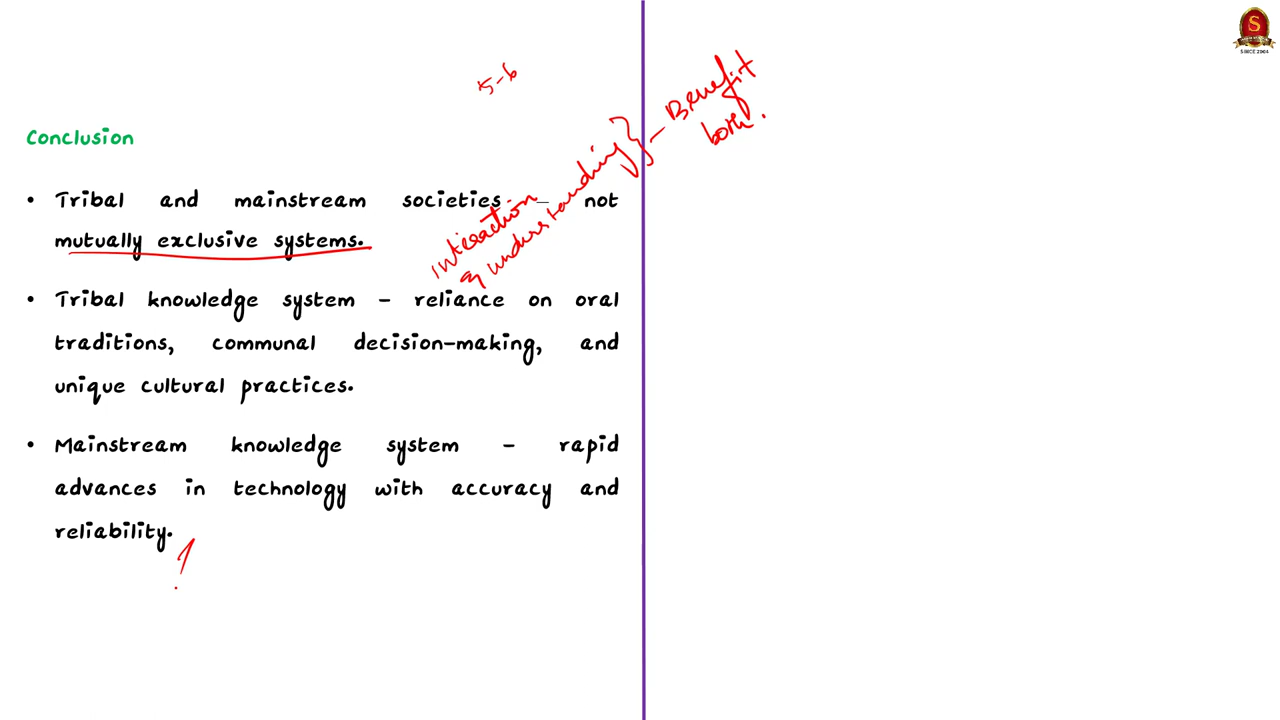 5-6
Benefit
both.
Conclusion
interaction
& understanding} –
• Tribal and mainstream societies – not
mutually exclusive systems.
• Tribal knowledge system – reliance on oral
traditions, communal decision-making, and
unique cultural practices.
• Mainstream knowledge system – rapid
advances in technology with accuracy and
reliability.
S
SINCE 2004